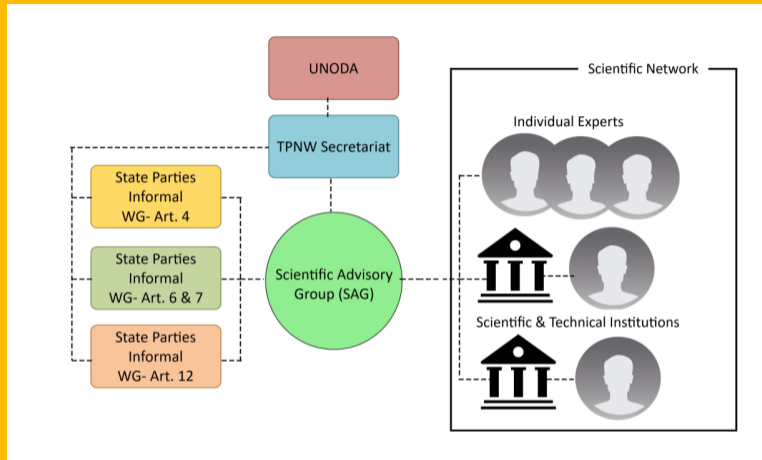 UNODA
Scientific Network
TPNW Secretariat
Individual Experts
State Parties
Informal
WG- Art. 4
State Parties
Informal
WG- Art. 6 & 7
Scientific Advisory
Group (SAG)
Scientific & Technical Institutions
State Parties
Informal
WG- Art. 12